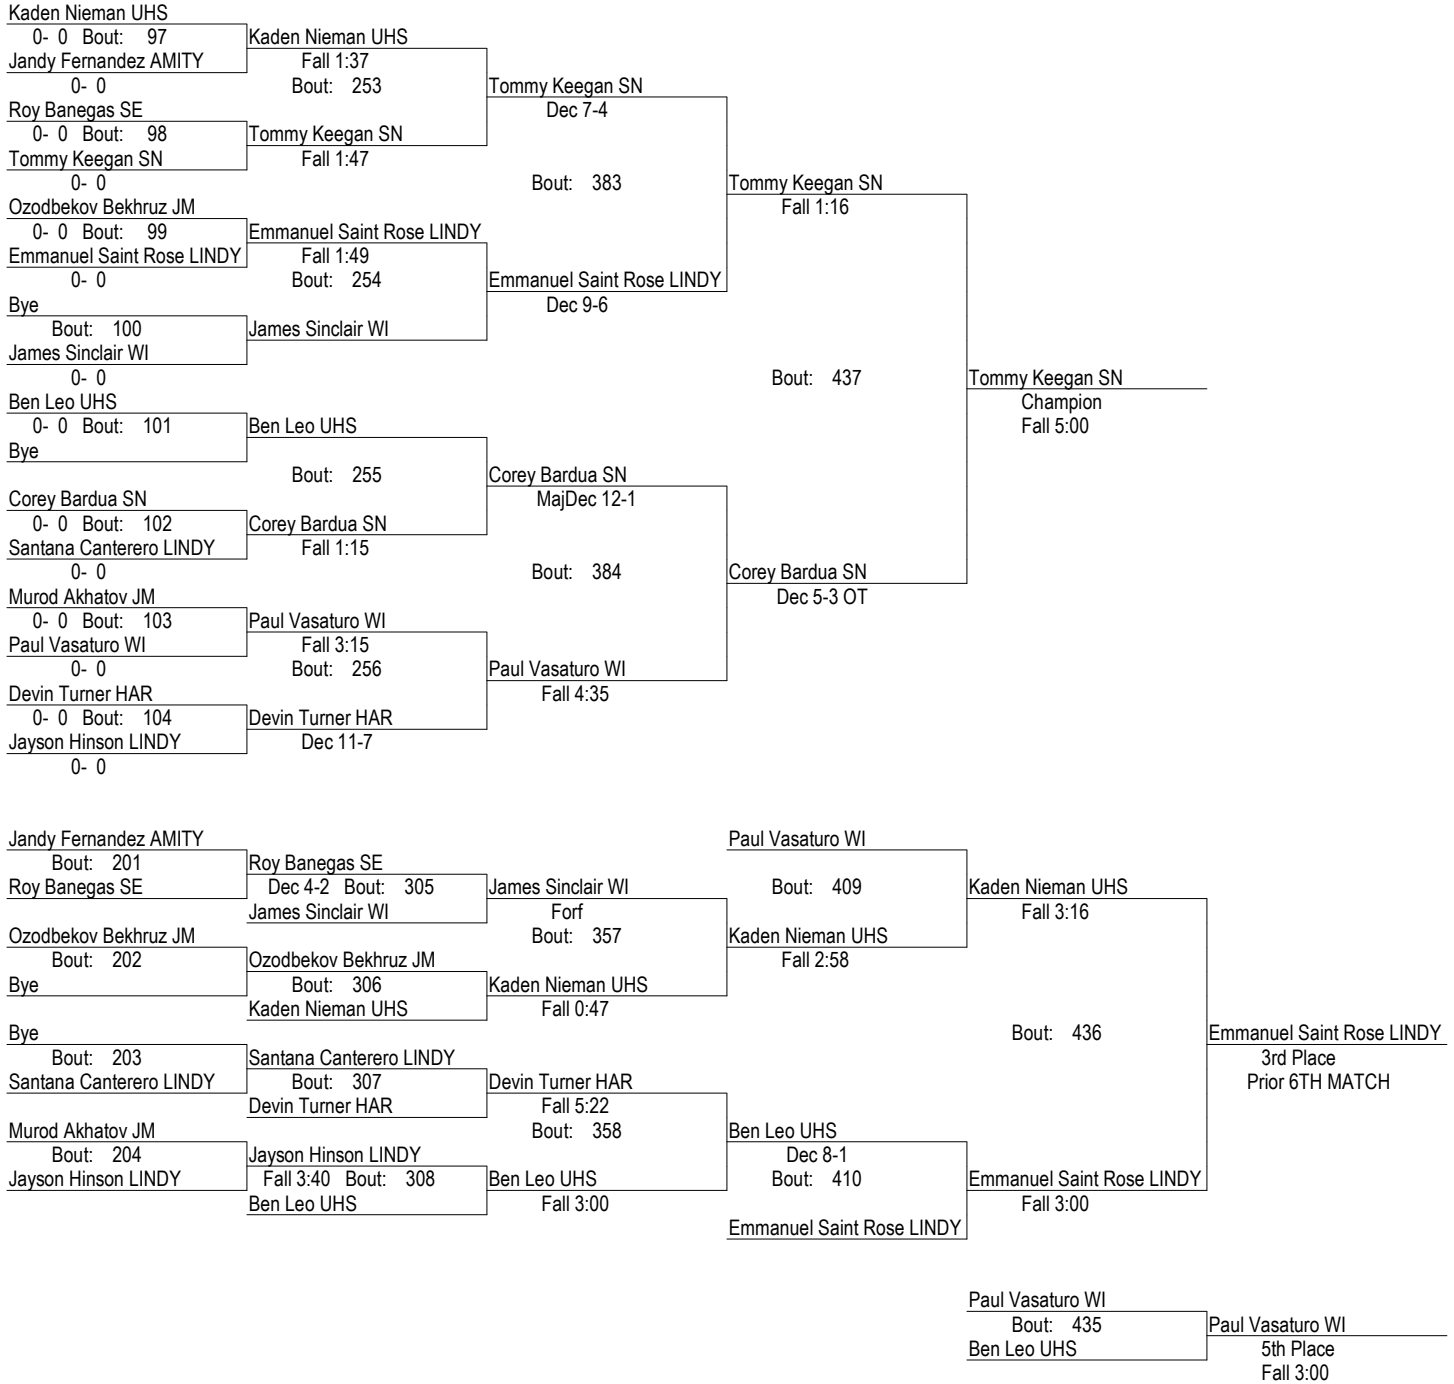 Kaden Nieman UHS
0- 0 Bout: 97 Kaden Nieman UHS
Jandy Fernandez AMITY Fall 1:37
0- 0 Bout: 253 Tommy Keegan SN
Roy Banegas SE Dec 7-4
0- 0 Bout: 98 Tommy Keegan SN
Tommy Keegan SN Fall 1:47
0- 0 Bout: 383 Tommy Keegan SN
Ozodbekov Bekhruz JM Fall 1:16
0- 0 Bout: 99 Emmanuel Saint Rose LINDY
Emmanuel Saint Rose LINDY Fall 1:49
0- 0 Bout: 254 Emmanuel Saint Rose LINDY
Bye Dec 9-6
Bout: 100 James Sinclair WI
James Sinclair WI
0- 0 Bout: 437 Tommy Keegan SN
Ben Leo UHS Champion
0- 0 Bout: 101 Ben Leo UHS Fall 5:00
Bye
Bout: 255 Corey Bardua SN
Corey Bardua SN MajDec 12-1
0- 0 Bout: 102 Corey Bardua SN
Santana Canterero LINDY Fall 1:15
0- 0 Bout: 384 Corey Bardua SN
Murod Akhatov JM Dec 5-3 OT
0- 0 Bout: 103 Paul Vasaturo WI
Paul Vasaturo WI Fall 3:15
0- 0 Bout: 256 Paul Vasaturo WI
Devin Turner HAR Fall 4:35
0- 0 Bout: 104 Devin Turner HAR
Jayson Hinson LINDY Dec 11-7
0- 0
Jandy Fernandez AMITY Paul Vasaturo WI
Bout: 201 Roy Banegas SE
Roy Banegas SE Dec 4-2 Bout: 305 James Sinclair WI Bout: 409 Kaden Nieman UHS
James Sinclair WI Forf Fall 3:16
Ozodbekov Bekhruz JM Bout: 357 Kaden Nieman UHS
Bout: 202 Ozodbekov Bekhruz JM Fall 2:58
Bye Bout: 306 Kaden Nieman UHS
Kaden Nieman UHS Fall 0:47
Bye Bout: 436 Emmanuel Saint Rose LINDY
Bout: 203 Santana Canterero LINDY 3rd Place
Santana Canterero LINDY Bout: 307 Devin Turner HAR Prior 6TH MATCH
Devin Turner HAR Fall 5:22
Murod Akhatov JM Bout: 358 Ben Leo UHS
Bout: 204 Jayson Hinson LINDY Dec 8-1
Jayson Hinson LINDY Fall 3:40 Bout: 308 Ben Leo UHS Bout: 410 Emmanuel Saint Rose LINDY
Ben Leo UHS Fall 3:00 Fall 3:00
Emmanuel Saint Rose LINDY
Paul Vasaturo WI
Bout: 435 Paul Vasaturo WI
Ben Leo UHS 5th Place
Fall 3:00